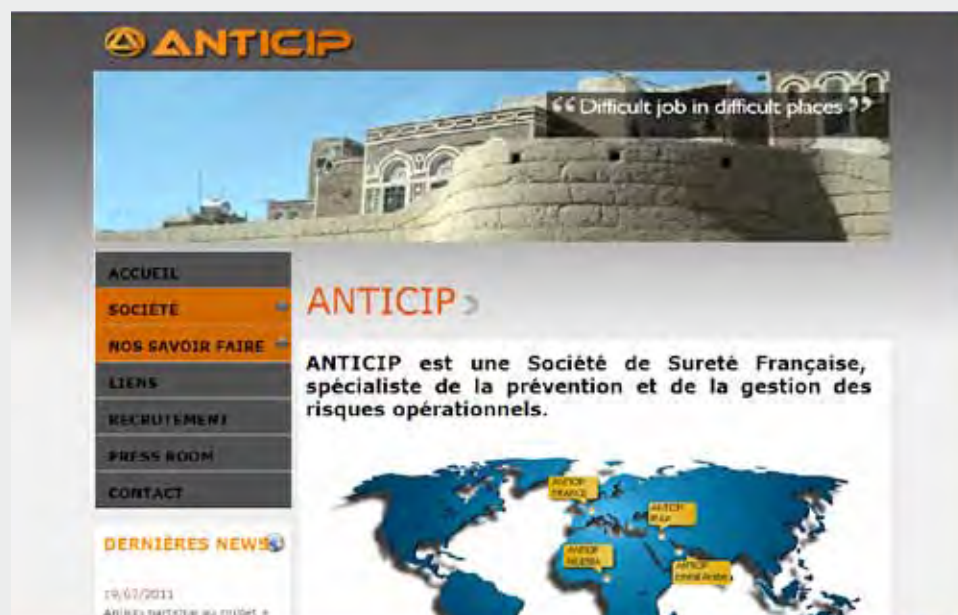 ANTICIP
“ Difficult job in difficult places ”
ACCUEIL
SOCIÉTÉ
NOS SAVOIR FAIRE
LIENS
RECRUTEMENT
PRESS ROOM
CONTACT
ANTICIP
ANTICIP est une Société de Sureté Française,
spécialiste de la prévention et de la gestion des
risques opérationnels.
ANTICIP
FRANCE
ANTICIP
IRAK
ANTICIP
NIGERIA
ANTICIP
DERNIÈRES NEWS
19/07/2011